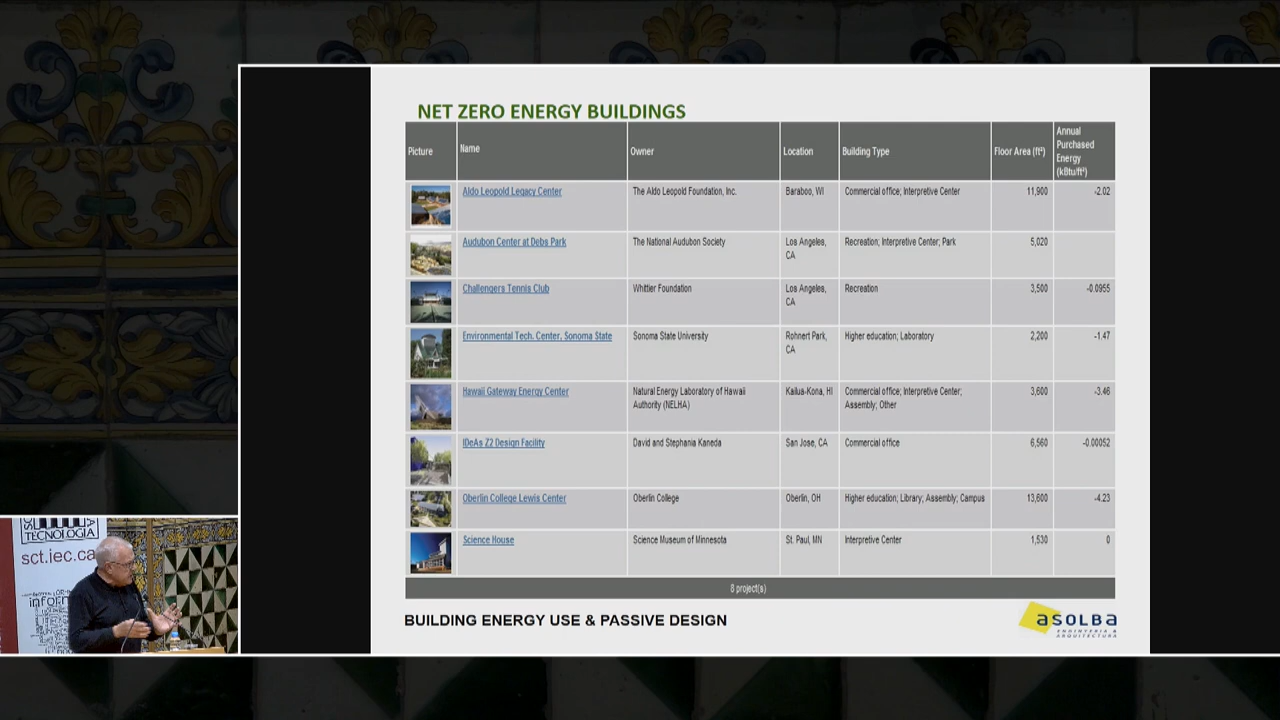 NET ZERO ENERGY BUILDINGS
Picture
Name
Owner
Location
Building Type
Floor Area (ft²)
Annual
Purchased
Energy
(kBtu/ft²)
Aldo Leopold Legacy Center
The Aldo Leopold Foundation, Inc.
Baraboo, WI
Commercial office; Interpretive Center
11,900
-2.02
Audubon Center at Debs Park
The National Audubon Society
Los Angeles,
CA
Recreation; Interpretive Center; Park
5,020
Challengers Tennis Club
Whittier Foundation
Los Angeles,
CA
Recreation
3,500
-0.0955
Environmental Tech. Center, Sonoma State
Sonoma State University
Rohnert Park,
CA
Higher education; Laboratory
2,200
-1.47
Hawaii Gateway Energy Center
Natural Energy Laboratory of Hawaii
Authority (NELHA)
Kailua-Kona, HI
Commercial office; Interpretive Center;
Assembly; Other
3,600
-3.46
IDeAs Z2 Design Facility
David and Stephania Kaneda
San Jose, CA
Commercial office
6,560
-0.00052
Oberlin College Lewis Center
Oberlin College
Oberlin, OH
Higher education; Library; Assembly; Campus
13,600
-4.23
Science House
Science Museum of Minnesota
St. Paul, MN
Interpretive Center
1,530
0
8 project(s)
BUILDING ENERGY USE & PASSIVE DESIGN
asolba
ENGINYERIA &
ARQUITECTURA
TECNOLOGIA
sct.iec.ca